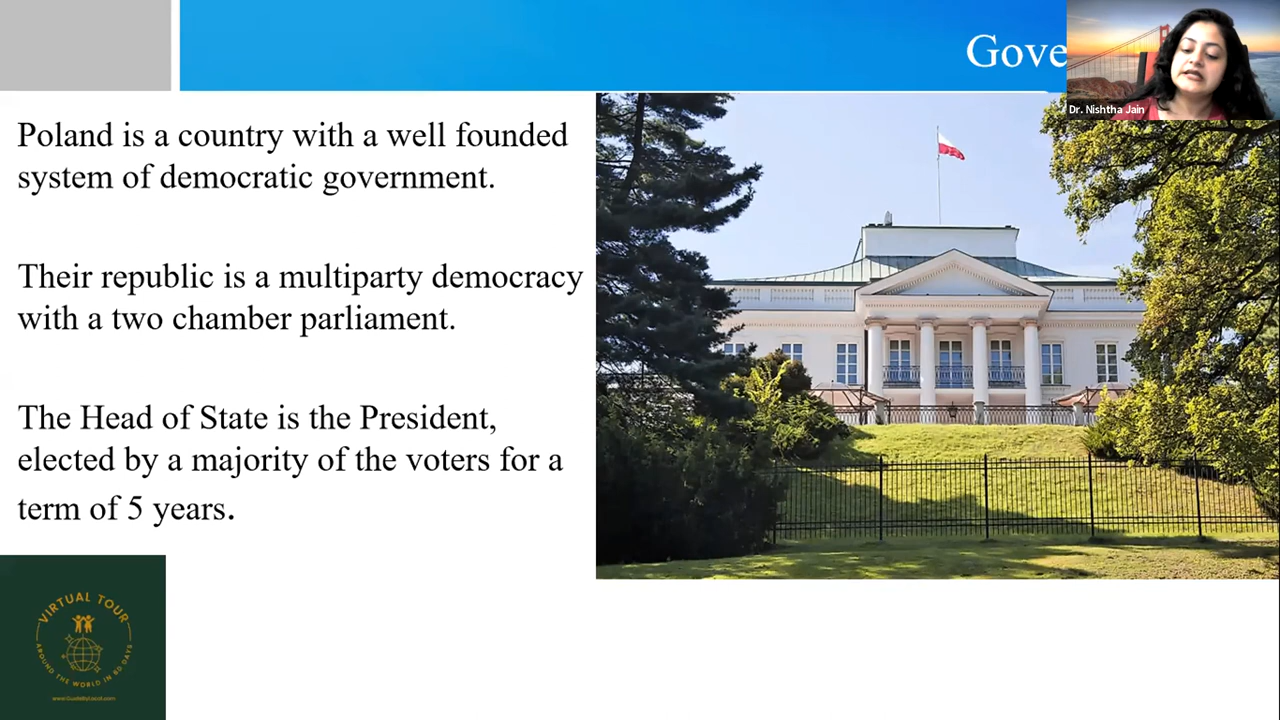 Gove
Dr. Nishtha Jain
Poland is a country with a well founded
system of democratic government.
Their republic is a multiparty democracy
with a two chamber parliament.
The Head of State is the President,
elected by a majority of the voters for a
term of 5 years.
VIRTUAL TOUR
AROUND THE WORLD IN 80 DAYS